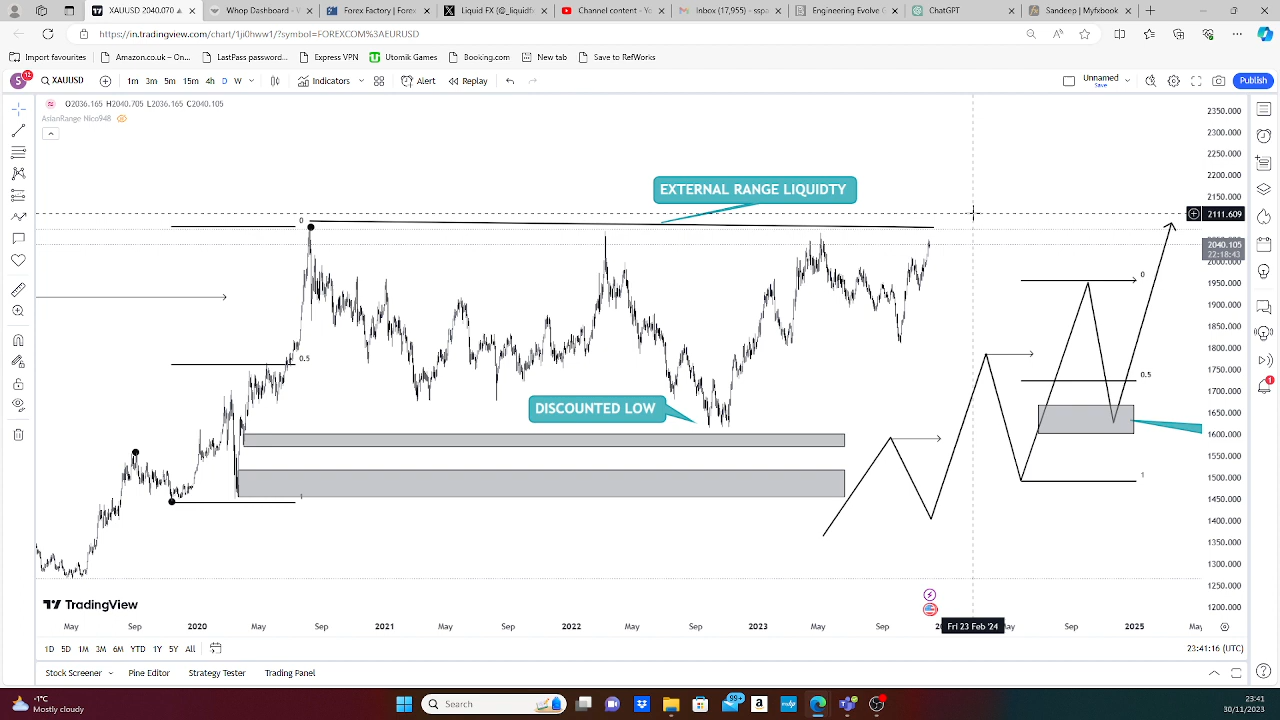 XAUUSD 2040.070
Whop Dashboard - W
Forex Factory | Forex
Liquid FX (@_liquidf
Channel content - Yo
Inbox (17,955) - sspa
Engineering Evolve C
ChatGPT
Sandeep | Myfxbook
https://in.tradingview.com/chart/1ji0hww1/?symbol=FOREXCOM%3AEURUSD
Import favourites
Amazon.co.uk – On...
LastPass password...
Express VPN
Utomik Games
Booking.com
New tab
Save to RefWorks
S
12
XAUUSD
1m 3m 5m 15m 4h D W
Indicators
Alert
Replay
Unnamed
Save
Publish
O2036.165 H2040.705 L2036.165 C2040.105
AsianRange Nico948
EXTERNAL RANGE LIQUIDTY
DISCOUNTED LOW
0
0.5
1
0
0.5
1
2350.000
2300.000
2250.000
2200.000
2150.000
2111.609
2040.105
22:18:43
2000.000
1950.000
1900.000
1850.000
1800.000
1750.000
1700.000
1650.000
1600.000
1550.000
1500.000
1450.000
1400.000
1350.000
1300.000
1250.000
1200.000
1
TradingView
May Sep 2020 May Sep 2021 May Sep 2022 May Sep 2023 May Sep
Fri 23 Feb '24
Sep 2025
1D 5D 1M 3M 6M YTD 1Y 5Y All
23:41:16 (UTC)
Stock Screener
Pine Editor
Strategy Tester
Trading Panel
-1°C
Mostly cloudy
Search
99+
23:41
30/11/2023